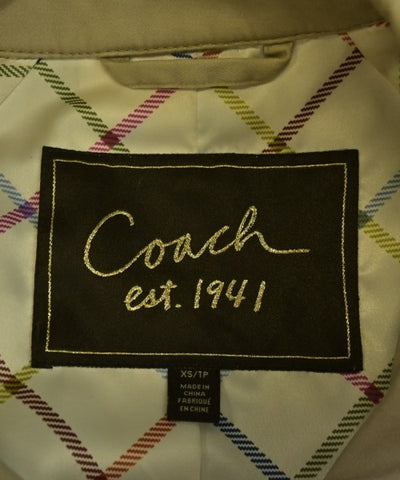 Coach
est. 1941
XS/TP
MADE IN
CHINA
FABRIQUÉ
EN CHINE